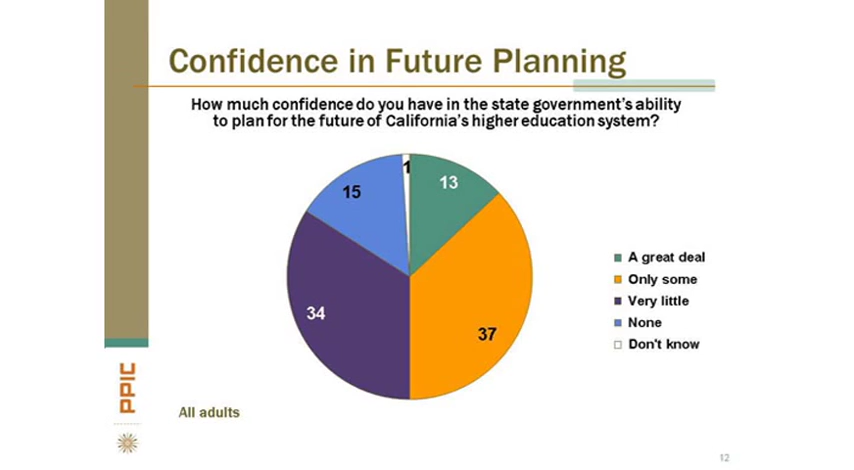 Confidence in Future Planning
How much confidence do you have in the state government's ability
to plan for the future of California's higher education system?
1
13
15
34
37
A great deal
Only some
Very little
None
Don't know
PPIC
All adults
12